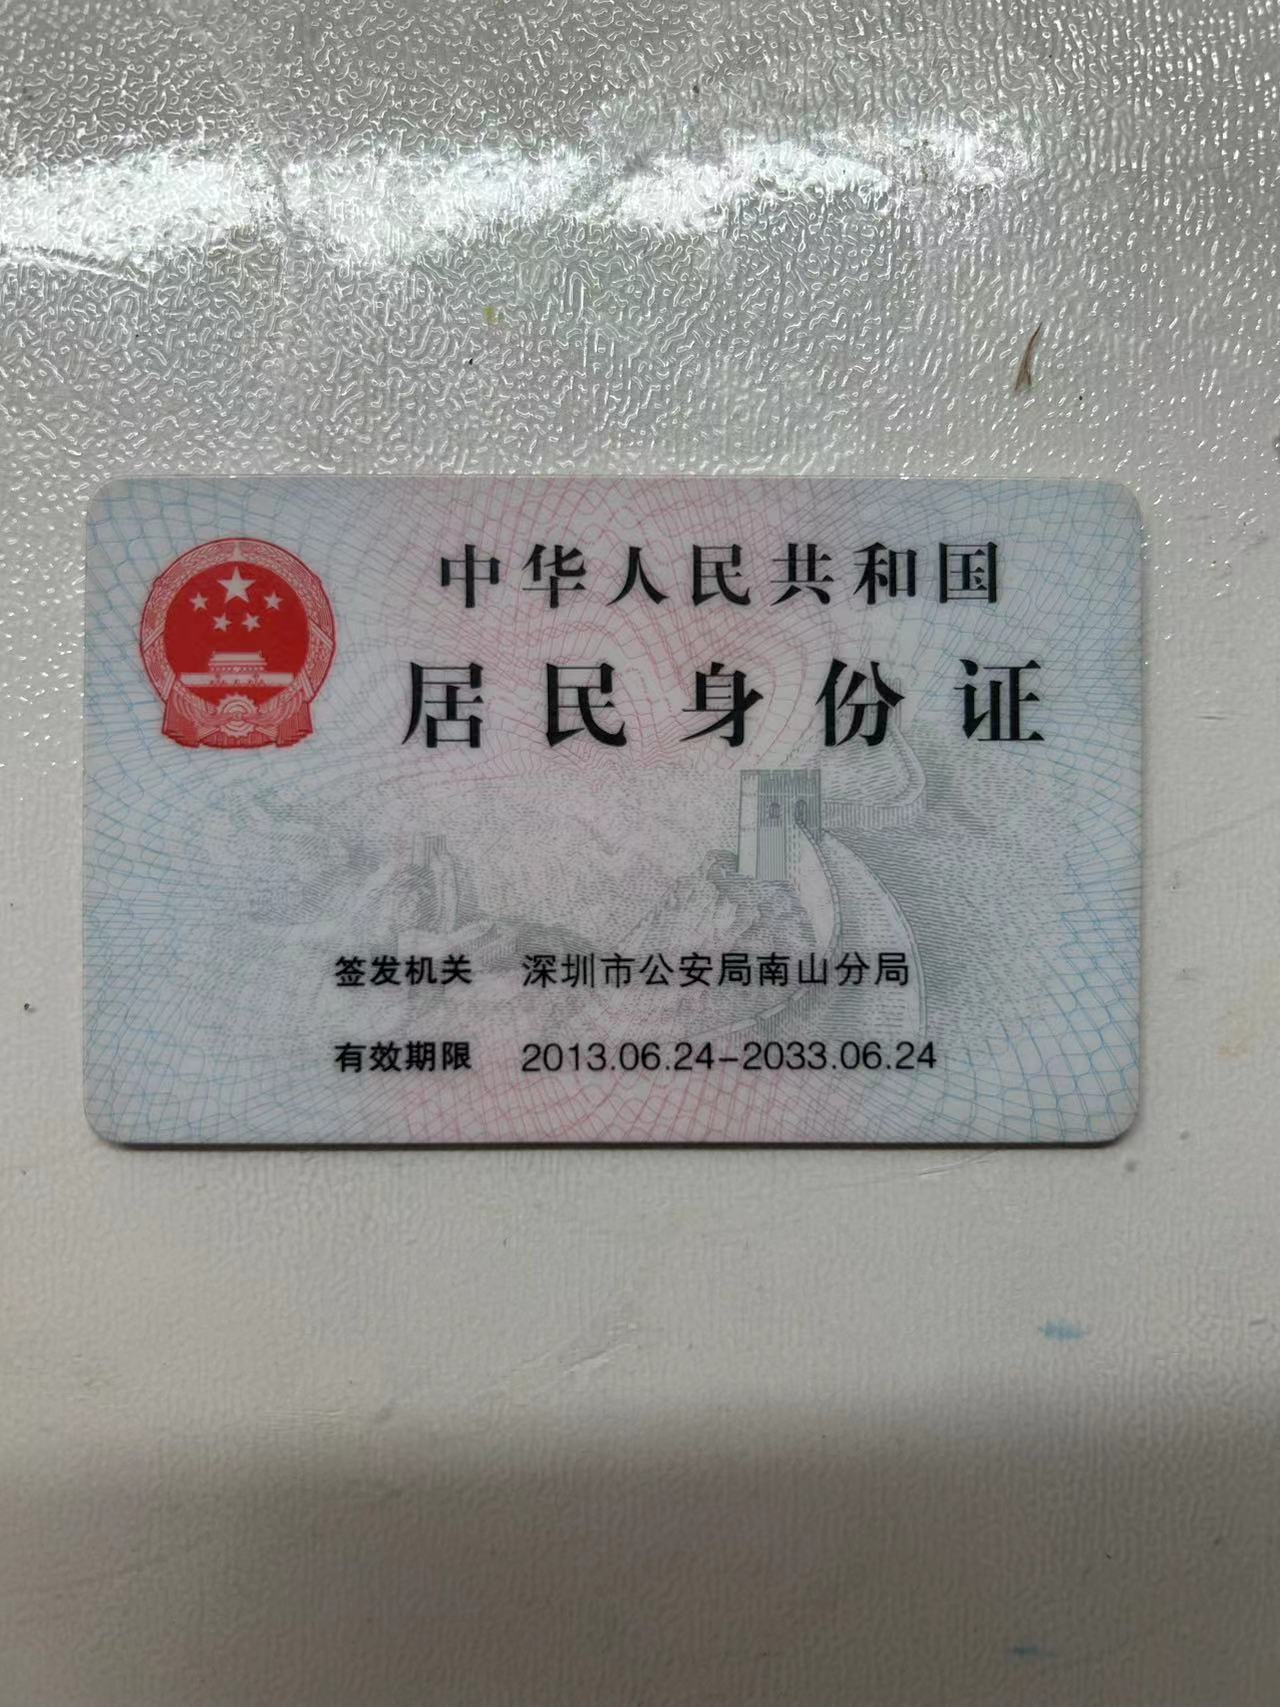 中华人民共和国
居民身份证
签发机关 深圳市公安局南山分局
有效期限 2013.06.24-2033.06.24